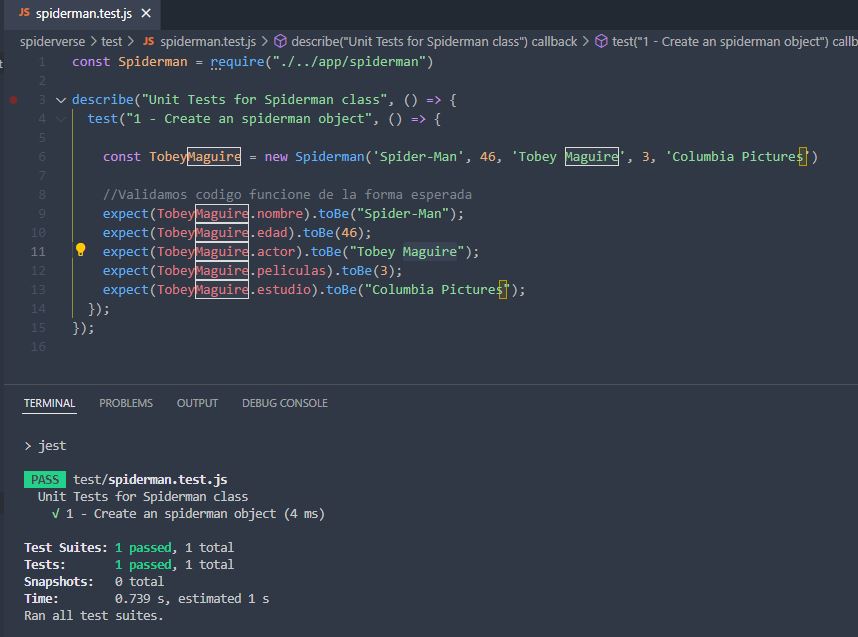 JS spiderman.test.js ×
spiderverse > test > JS spiderman.test.js > describe("Unit Tests for Spiderman class") callback > test("1 - Create an spiderman object") callb
1 const Spiderman = require("./../app/spiderman")
2
3 describe("Unit Tests for Spiderman class", () => {
4 test("1 - Create an spiderman object", () => {
5
6 const TobeyMaguire = new Spiderman('Spider-Man', 46, 'Tobey Maguire', 3, 'Columbia Pictures')
7
8 //Validamos codigo funcione de la forma esperada
9 expect(TobeyMaguire.nombre).toBe("Spider-Man");
10 expect(TobeyMaguire.edad).toBe(46);
11 expect(TobeyMaguire.actor).toBe("Tobey Maguire");
12 expect(TobeyMaguire.peliculas).toBe(3);
13 expect(TobeyMaguire.estudio).toBe("Columbia Pictures");
14 });
15 });
16
TERMINAL PROBLEMS OUTPUT DEBUG CONSOLE
> jest
PASS test/spiderman.test.js
Unit Tests for Spiderman class
√ 1 - Create an spiderman object (4 ms)
Test Suites: 1 passed, 1 total
Tests: 1 passed, 1 total
Snapshots: 0 total
Time: 0.739 s, estimated 1 s
Ran all test suites.